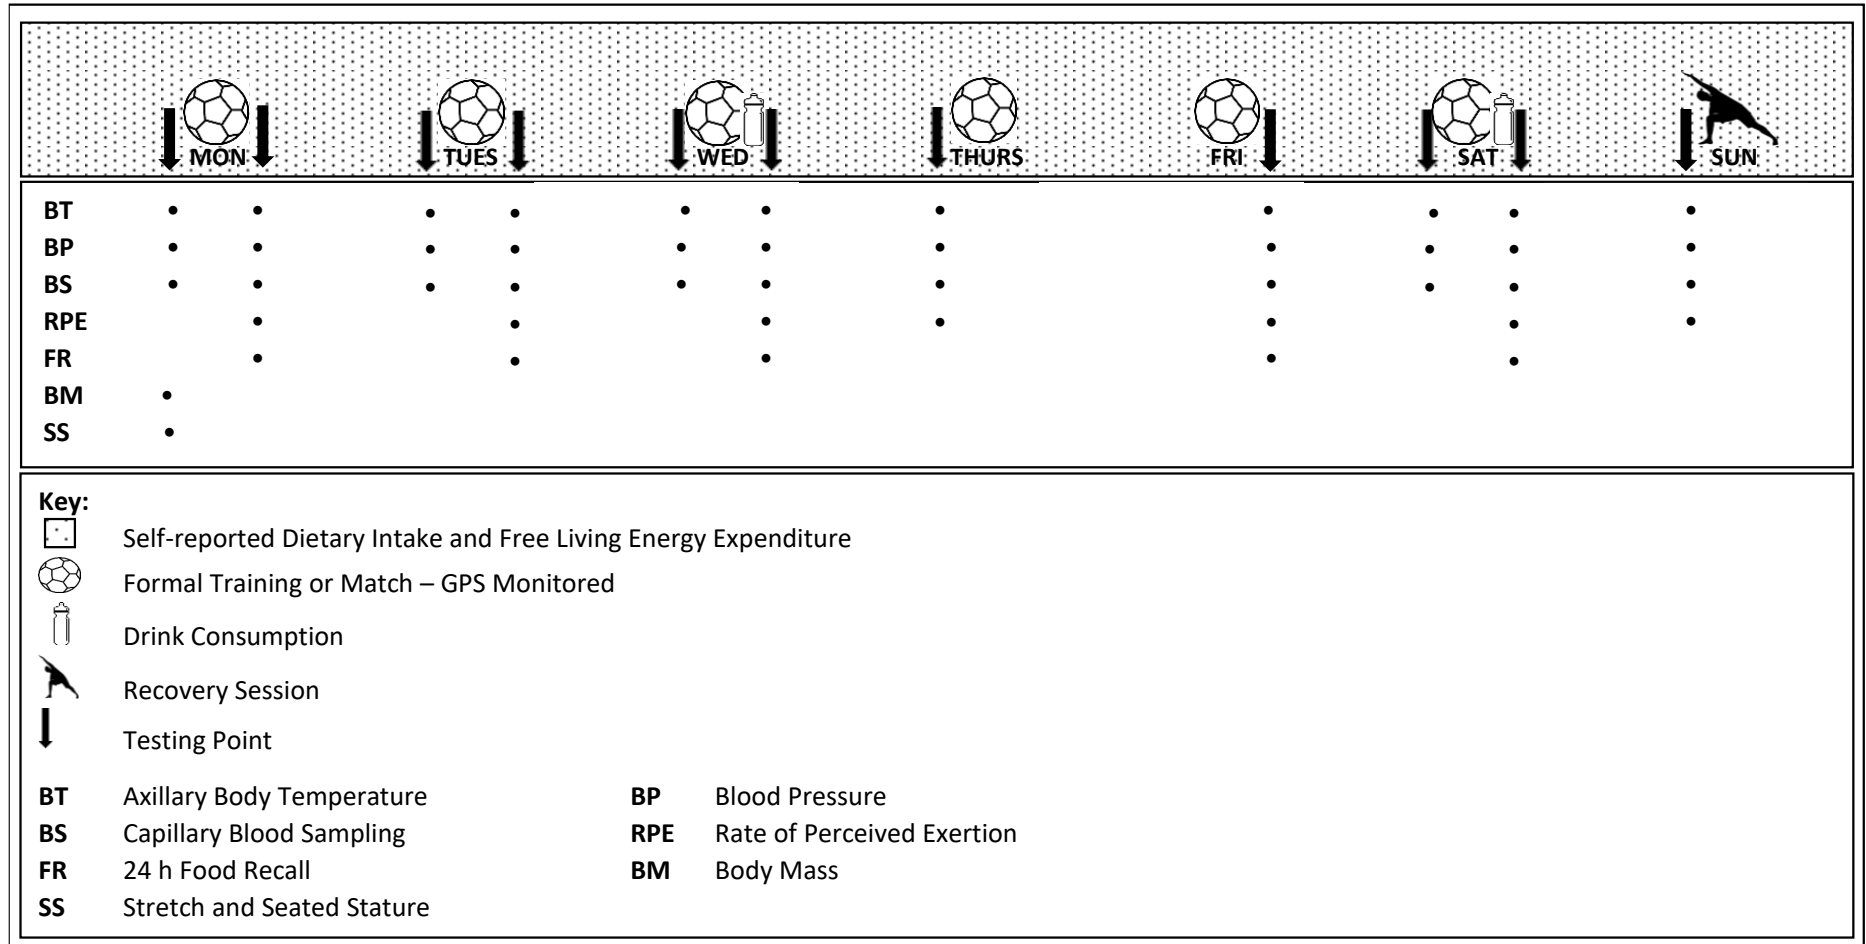 MON TUES WED THURS FRI SAT SUN
BT
BP
BS
RPE
FR
BM
SS
Key:
Self-reported Dietary Intake and Free Living Energy Expenditure
Formal Training or Match – GPS Monitored
Drink Consumption
Recovery Session
Testing Point
BT Axillary Body Temperature BP Blood Pressure
BS Capillary Blood Sampling RPE Rate of Perceived Exertion
FR 24 h Food Recall BM Body Mass
SS Stretch and Seated Stature